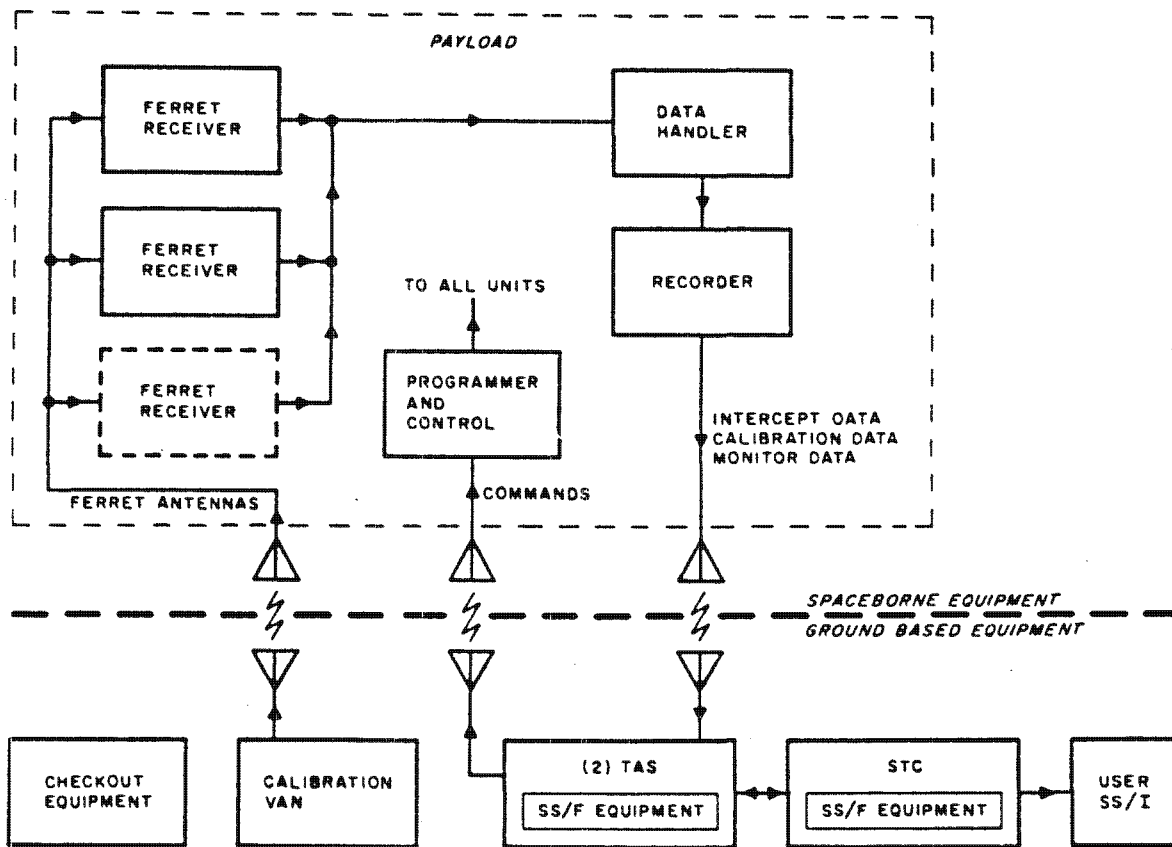 PAYLOAD
FERRET
RECEIVER
DATA
HANDLER
FERRET
RECEIVER
RECORDER
TO ALL UNITS
FERRET
RECEIVER
PROGRAMMER
AND
CONTROL
INTERCEPT DATA
CALIBRATION DATA
MONITOR DATA
FERRET ANTENNAS
COMMANDS
SPACEBORNE EQUIPMENT
GROUND BASED EQUIPMENT
CHECKOUT
EQUIPMENT
CALIBRATION
VAN
(2) TAS
SS/F EQUIPMENT
STC
SS/F EQUIPMENT
USER
SS/I